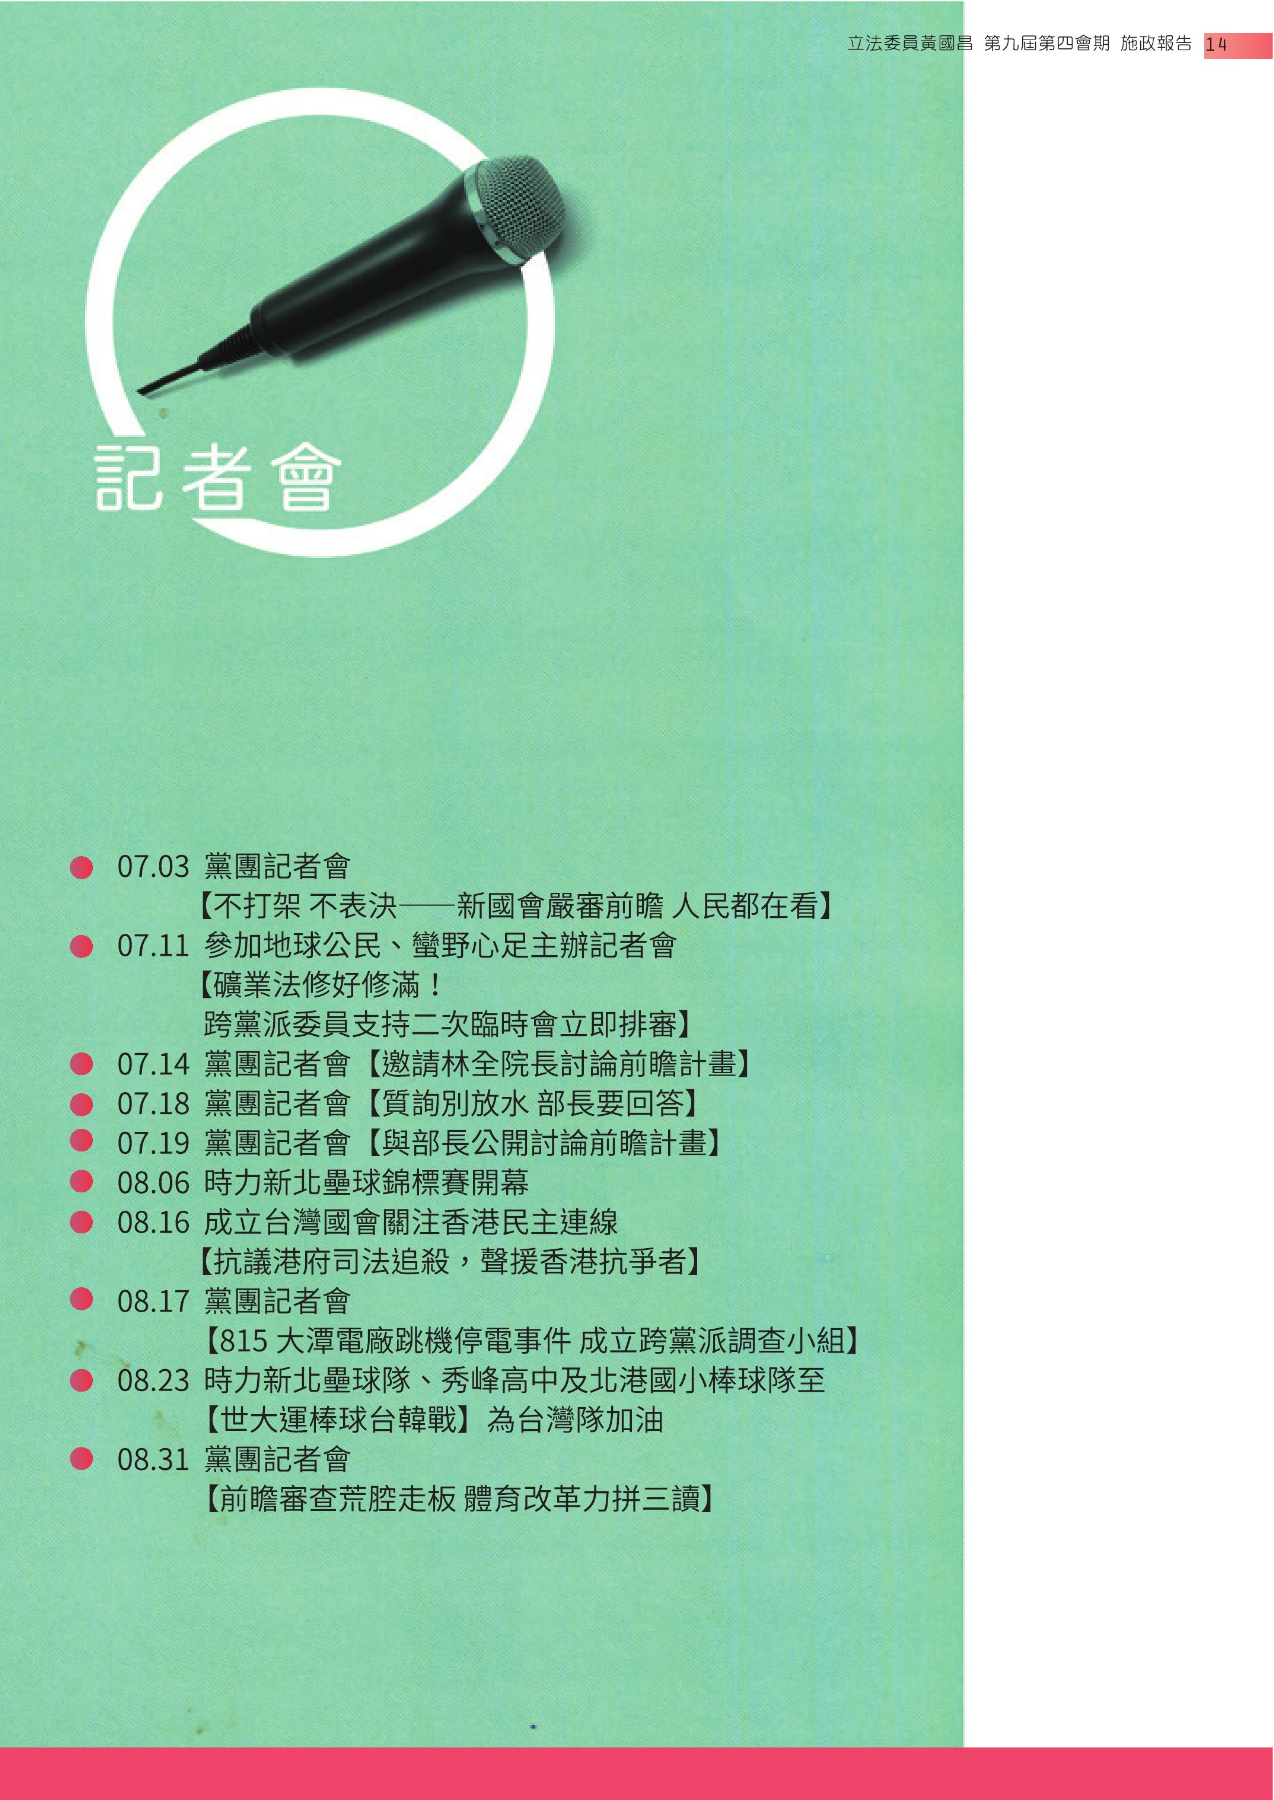 立法委員黃國昌 第九屆第四會期 施政報告 14
記者會
07.03 黨團記者會
【不打架 不表決──新國會嚴審前瞻 人民都在看】
07.11 參加地球公民、蠻野心足主辦記者會
【礦業法修好修滿！
跨黨派委員支持二次臨時會立即排審】
07.14 黨團記者會【邀請林全院長討論前瞻計畫】
07.18 黨團記者會【質詢別放水 部長要回答】
07.19 黨團記者會【與部長公開討論前瞻計畫】
08.06 時力新北壘球錦標賽開幕
08.16 成立台灣國會關注香港民主連線
【抗議港府司法追殺，聲援香港抗爭者】
08.17 黨團記者會
【815 大潭電廠跳機停電事件 成立跨黨派調查小組】
08.23 時力新北壘球隊、秀峰高中及北港國小棒球隊至
【世大運棒球台韓戰】為台灣隊加油
08.31 黨團記者會
【前瞻審查荒腔走板 體育改革力拼三讀】